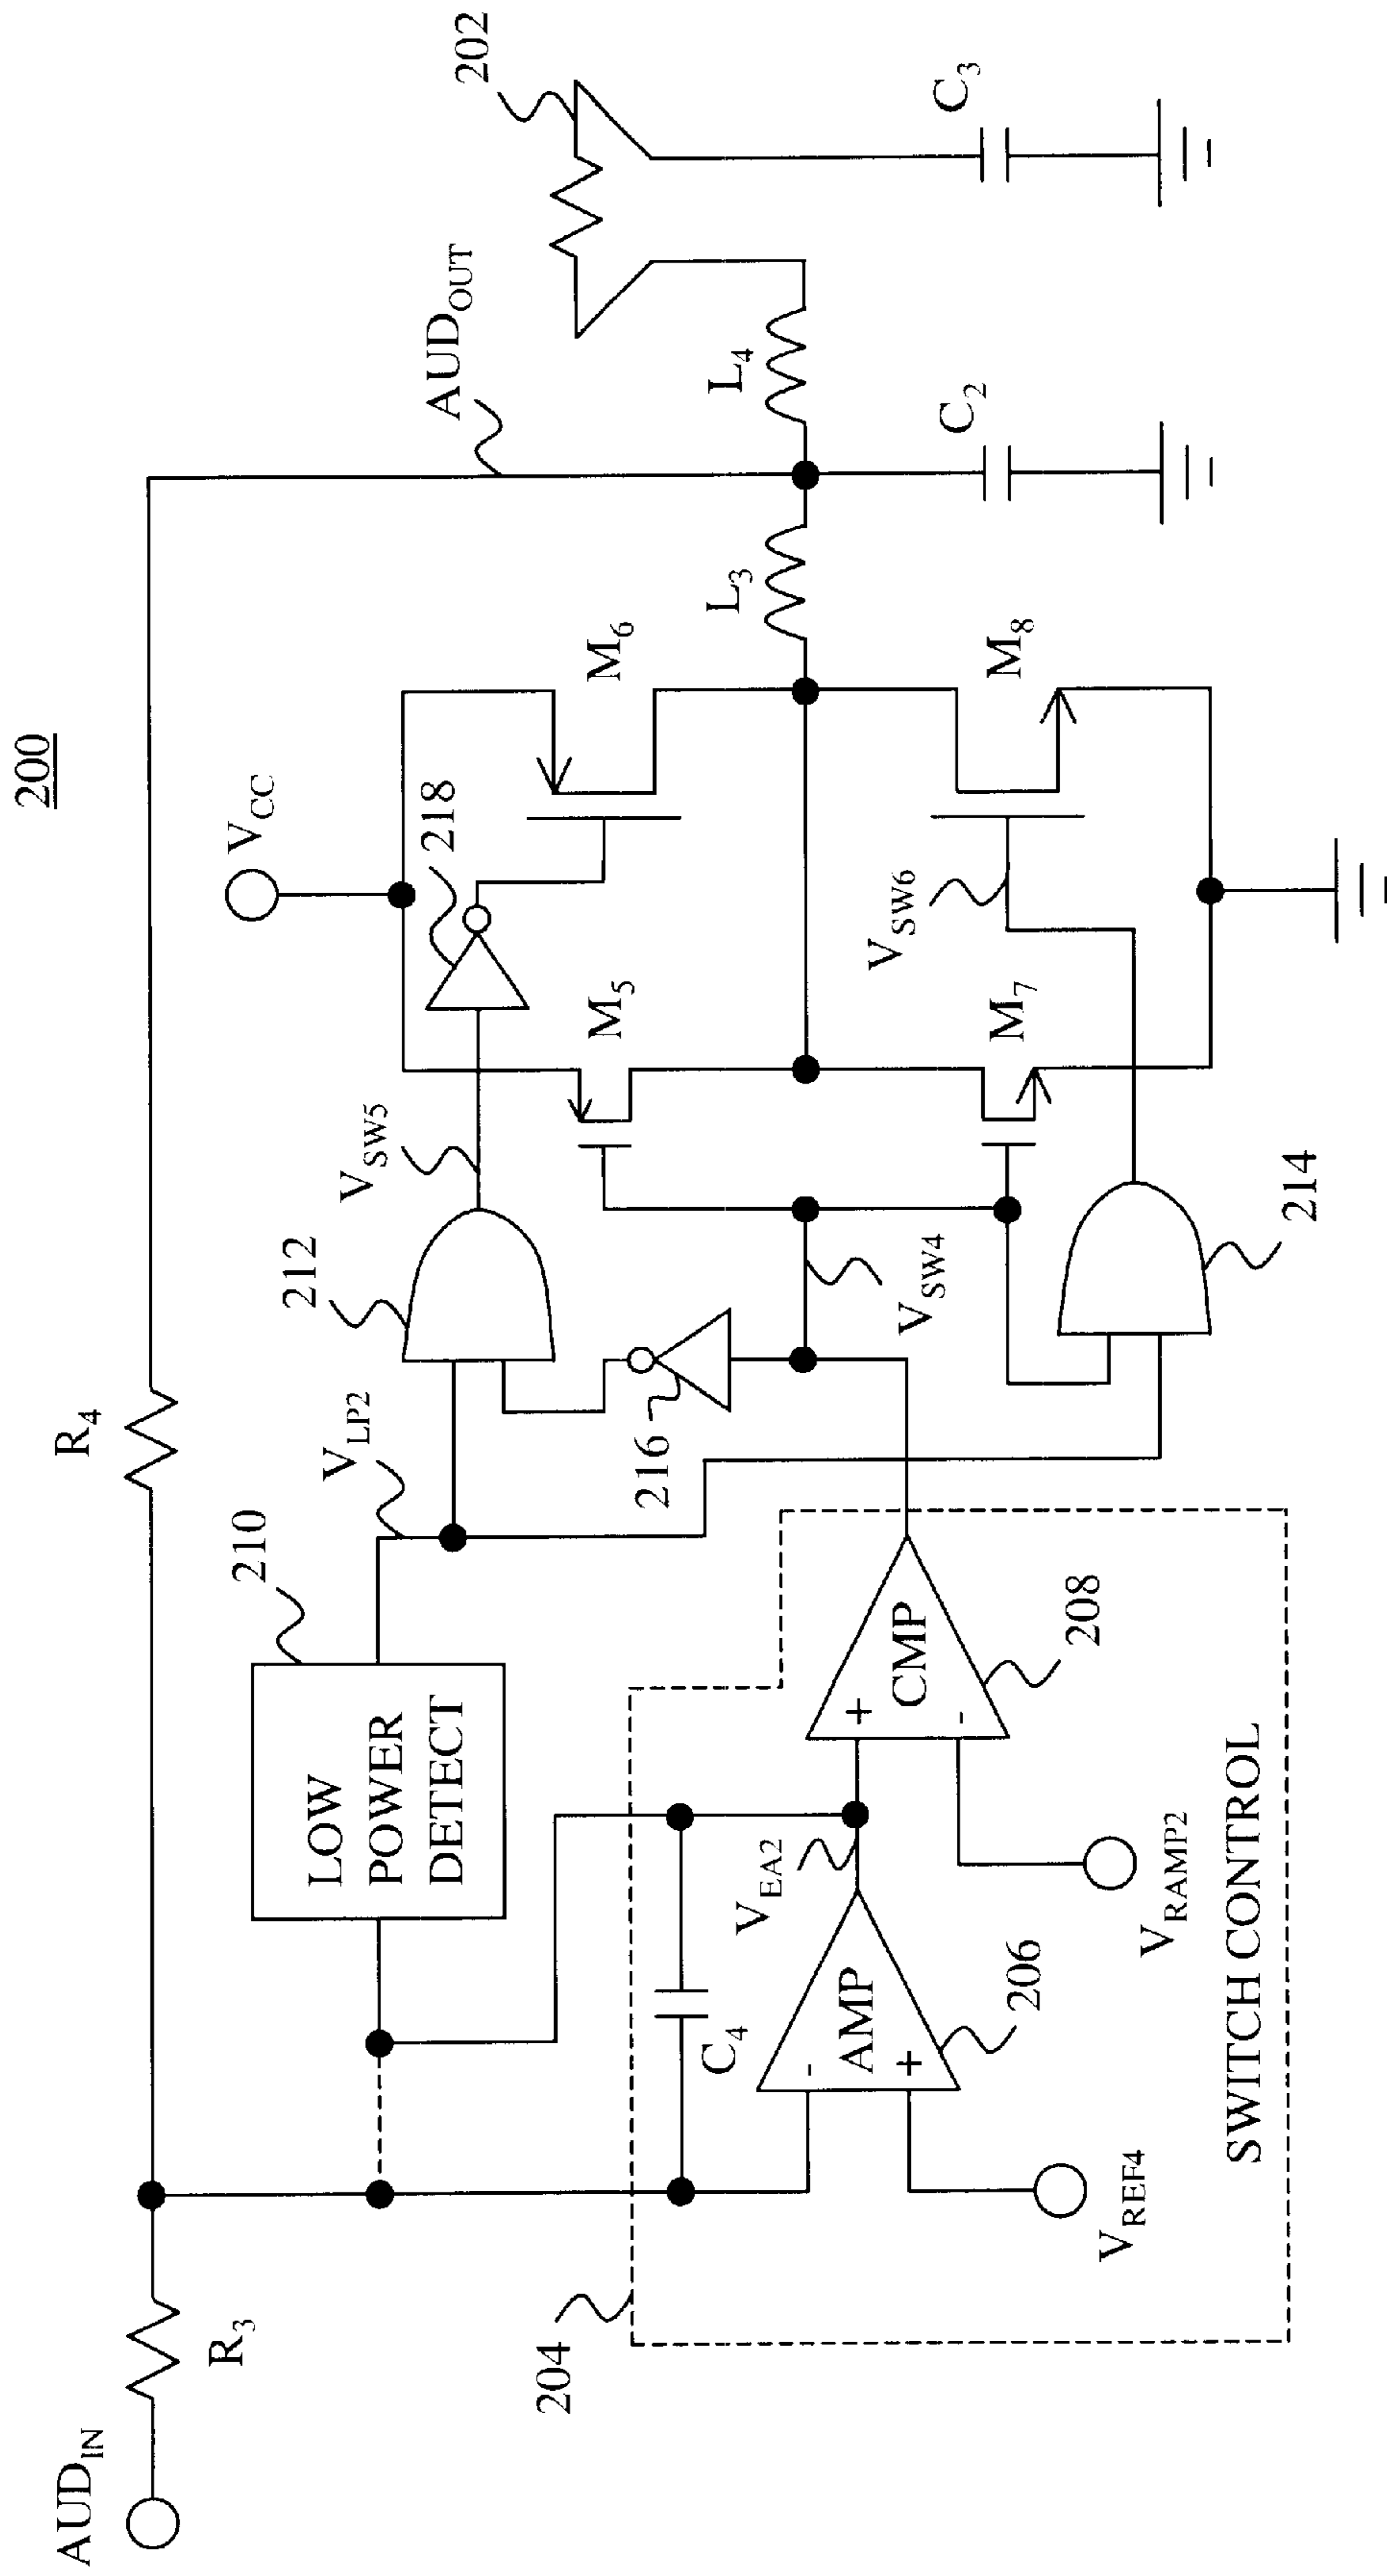 200
AUD_IN
R_3
R_4
AUD_OUT
202
V_CC
218
M_6
L_3
L_4
C_3
C_2
M_8
V_SW6
M_5
M_7
V_SW5
212
V_LP2
210
LOW
POWER
DETECT
216
V_SW4
214
204
C_4
V_EA2
AMP
-
+
206
CMP
+
-
208
V_REF4
V_RAMP2
SWITCH CONTROL